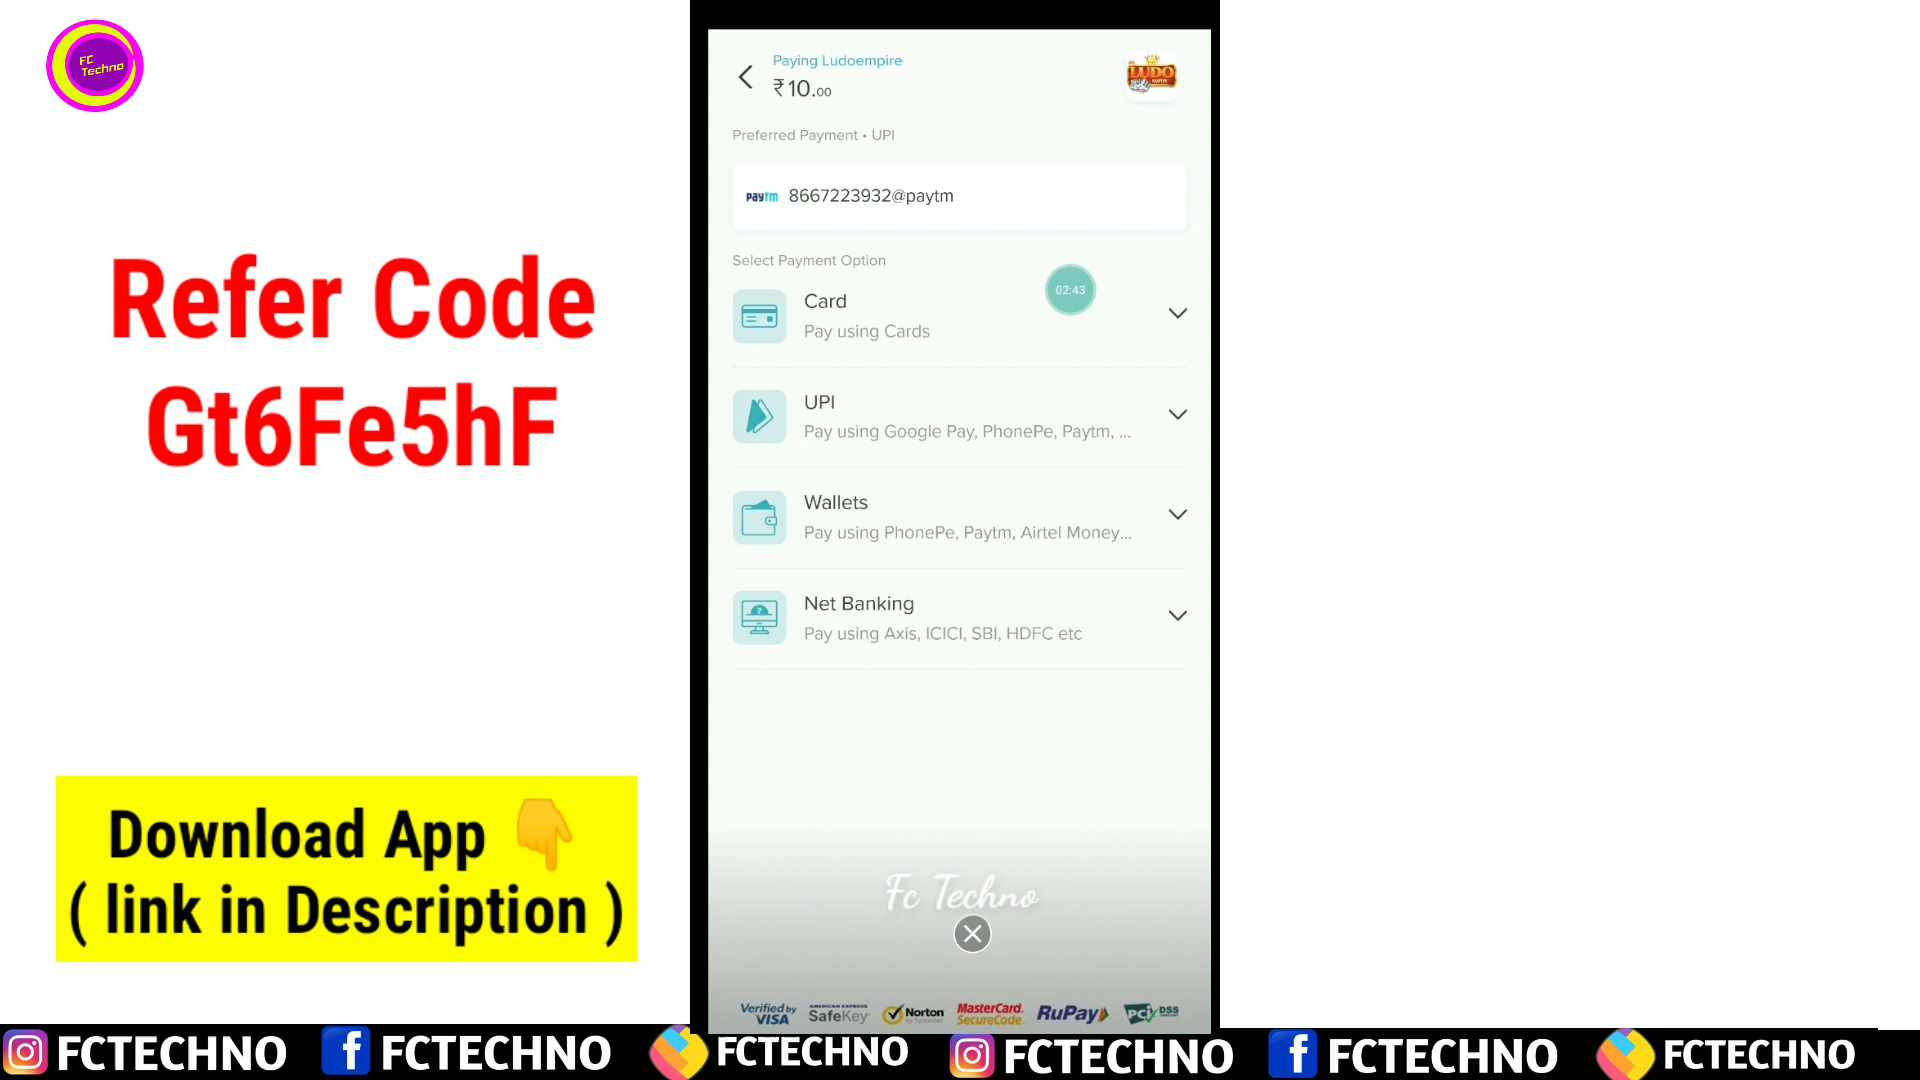 FC
Techno
Refer Code
Gt6Fe5hF
Download App
( link in Description )
Paying Ludoempire
₹10.00
LUDO
Preferred Payment • UPI
paytm 8667223932@paytm
Select Payment Option
02:43
Card
Pay using Cards
UPI
Pay using Google Pay, PhonePe, Paytm, ...
Wallets
Pay using PhonePe, Paytm, Airtel Money...
Net Banking
Pay using Axis, ICICI, SBI, HDFC etc
Fc Techno
Verified by VISA
AMERICAN EXPRESS SafeKey
Norton
MasterCard. SecureCode.
RuPay
PCI DSS
FCTECHNO FCTECHNO FCTECHNO FCTECHNO FCTECHNO FCTECHNO